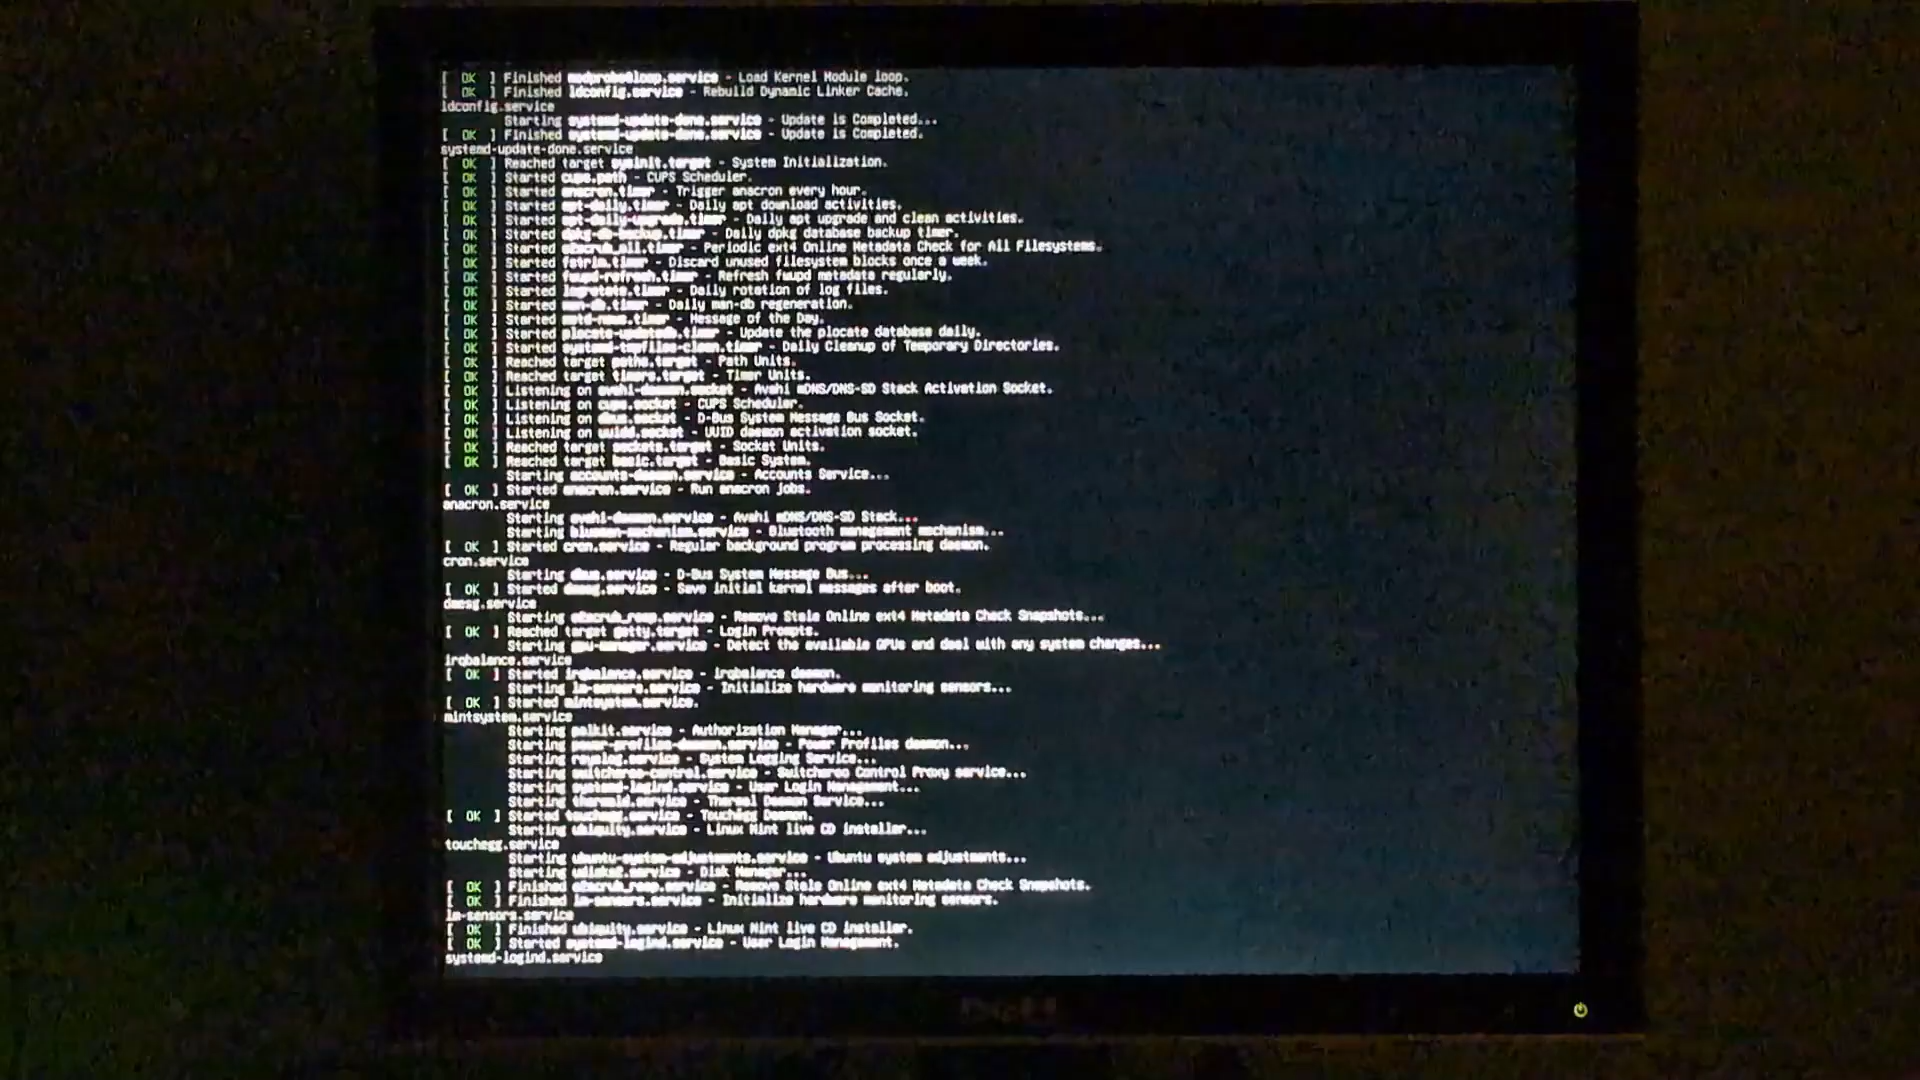 [ OK ] Finished modprobe@loop.service - Load Kernel Module loop.
[ OK ] Finished ldconfig.service - Rebuild Dynamic Linker Cache.
ldconfig.service
Starting systemd-update-done.service - Update is Completed...
[ OK ] Finished systemd-update-done.service - Update is Completed.
systemd-update-done.service
[ OK ] Reached target sysinit.target - System Initialization.
[ OK ] Started cups.path - CUPS Scheduler.
[ OK ] Started anacron.timer - Trigger anacron every hour.
[ OK ] Started apt-daily.timer - Daily apt download activities.
[ OK ] Started apt-daily-upgrade.timer - Daily apt upgrade and clean activities.
[ OK ] Started dpkg-db-backup.timer - Daily dpkg database backup timer.
[ OK ] Started e2scrub_all.timer - Periodic ext4 Online Metadata Check for All Filesystems.
[ OK ] Started fstrim.timer - Discard unused filesystem blocks once a week.
[ OK ] Started fwupd-refresh.timer - Refresh fwupd metadata regularly.
[ OK ] Started logrotate.timer - Daily rotation of log files.
[ OK ] Started man-db.timer - Daily man-db regeneration.
[ OK ] Started motd-news.timer - Message of the Day.
[ OK ] Started plocate-updatedb.timer - Update the plocate database daily.
[ OK ] Started systemd-tmpfiles-clean.timer - Daily Cleanup of Temporary Directories.
[ OK ] Reached target paths.target - Path Units.
[ OK ] Reached target timers.target - Timer Units.
[ OK ] Listening on avahi-daemon.socket - Avahi mDNS/DNS-SD Stack Activation Socket.
[ OK ] Listening on cups.socket - CUPS Scheduler.
[ OK ] Listening on dbus.socket - D-Bus System Message Bus Socket.
[ OK ] Listening on uuidd.socket - UUID daemon activation socket.
[ OK ] Reached target sockets.target - Socket Units.
[ OK ] Reached target basic.target - Basic System.
Starting accounts-daemon.service - Accounts Service...
[ OK ] Started anacron.service - Run anacron jobs.
anacron.service
Starting avahi-daemon.service - Avahi mDNS/DNS-SD Stack...
Starting blueman-mechanism.service - Bluetooth management mechanism...
[ OK ] Started cron.service - Regular background program processing daemon.
cron.service
Starting dbus.service - D-Bus System Message Bus...
[ OK ] Started dmesg.service - Save initial kernel messages after boot.
dmesg.service
Starting e2scrub_reap.service - Remove Stale Online ext4 Metadata Check Snapshots...
[ OK ] Reached target getty.target - Login Prompts.
Starting gpu-manager.service - Detect the available GPUs and deal with any system changes...
irqbalance.service
[ OK ] Started irqbalance.service - irqbalance daemon.
Starting lm-sensors.service - Initialize hardware monitoring sensors...
[ OK ] Started mintsystem.service.
mintsystem.service
Starting polkit.service - Authorization Manager...
Starting power-profiles-daemon.service - Power Profiles daemon...
Starting rsyslog.service - System Logging Service...
Starting switcheroo-control.service - Switcheroo Control Proxy service...
Starting systemd-logind.service - User Login Management...
Starting thermald.service - Thermal Daemon Service...
[ OK ] Started touchegg.service - Touchégg Daemon.
Starting ubiquity.service - Linux Mint live CD installer...
touchegg.service
Starting ubuntu-system-adjustments.service - Ubuntu system adjustments...
Starting udisks2.service - Disk Manager...
[ OK ] Finished e2scrub_reap.service - Remove Stale Online ext4 Metadata Check Snapshots.
[ OK ] Finished lm-sensors.service - Initialize hardware monitoring sensors.
lm-sensors.service
[ OK ] Finished ubiquity.service - Linux Mint live CD installer.
[ OK ] Started systemd-logind.service - User Login Management.
systemd-logind.service
DELL